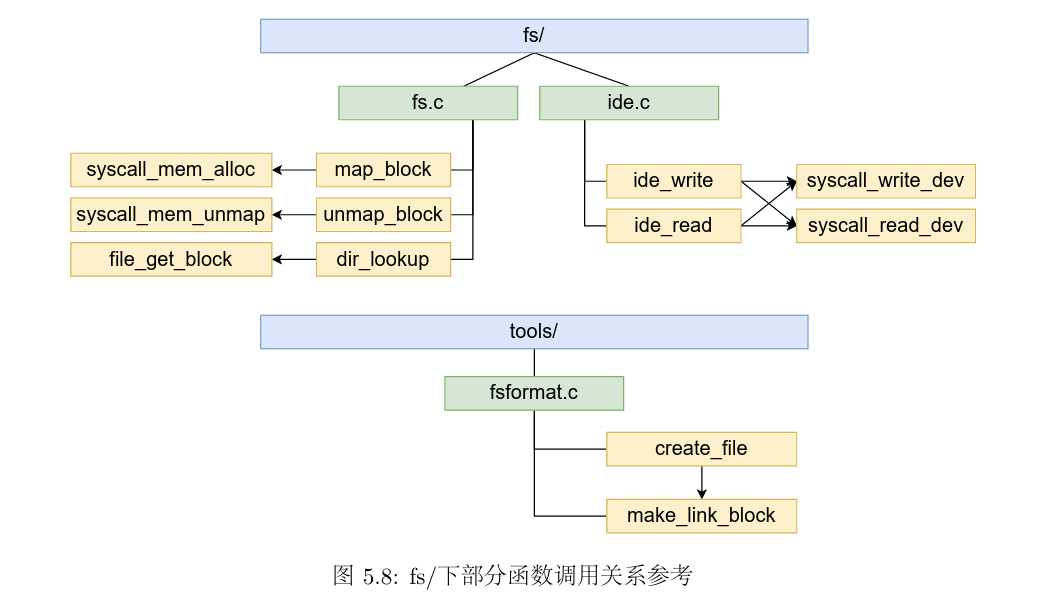 fs/
fs.c
ide.c
syscall_mem_alloc
map_block
syscall_mem_unmap
unmap_block
file_get_block
dir_lookup
ide_write
syscall_write_dev
ide_read
syscall_read_dev
tools/
fsformat.c
create_file
make_link_block
图 5.8: fs/下部分函数调用关系参考